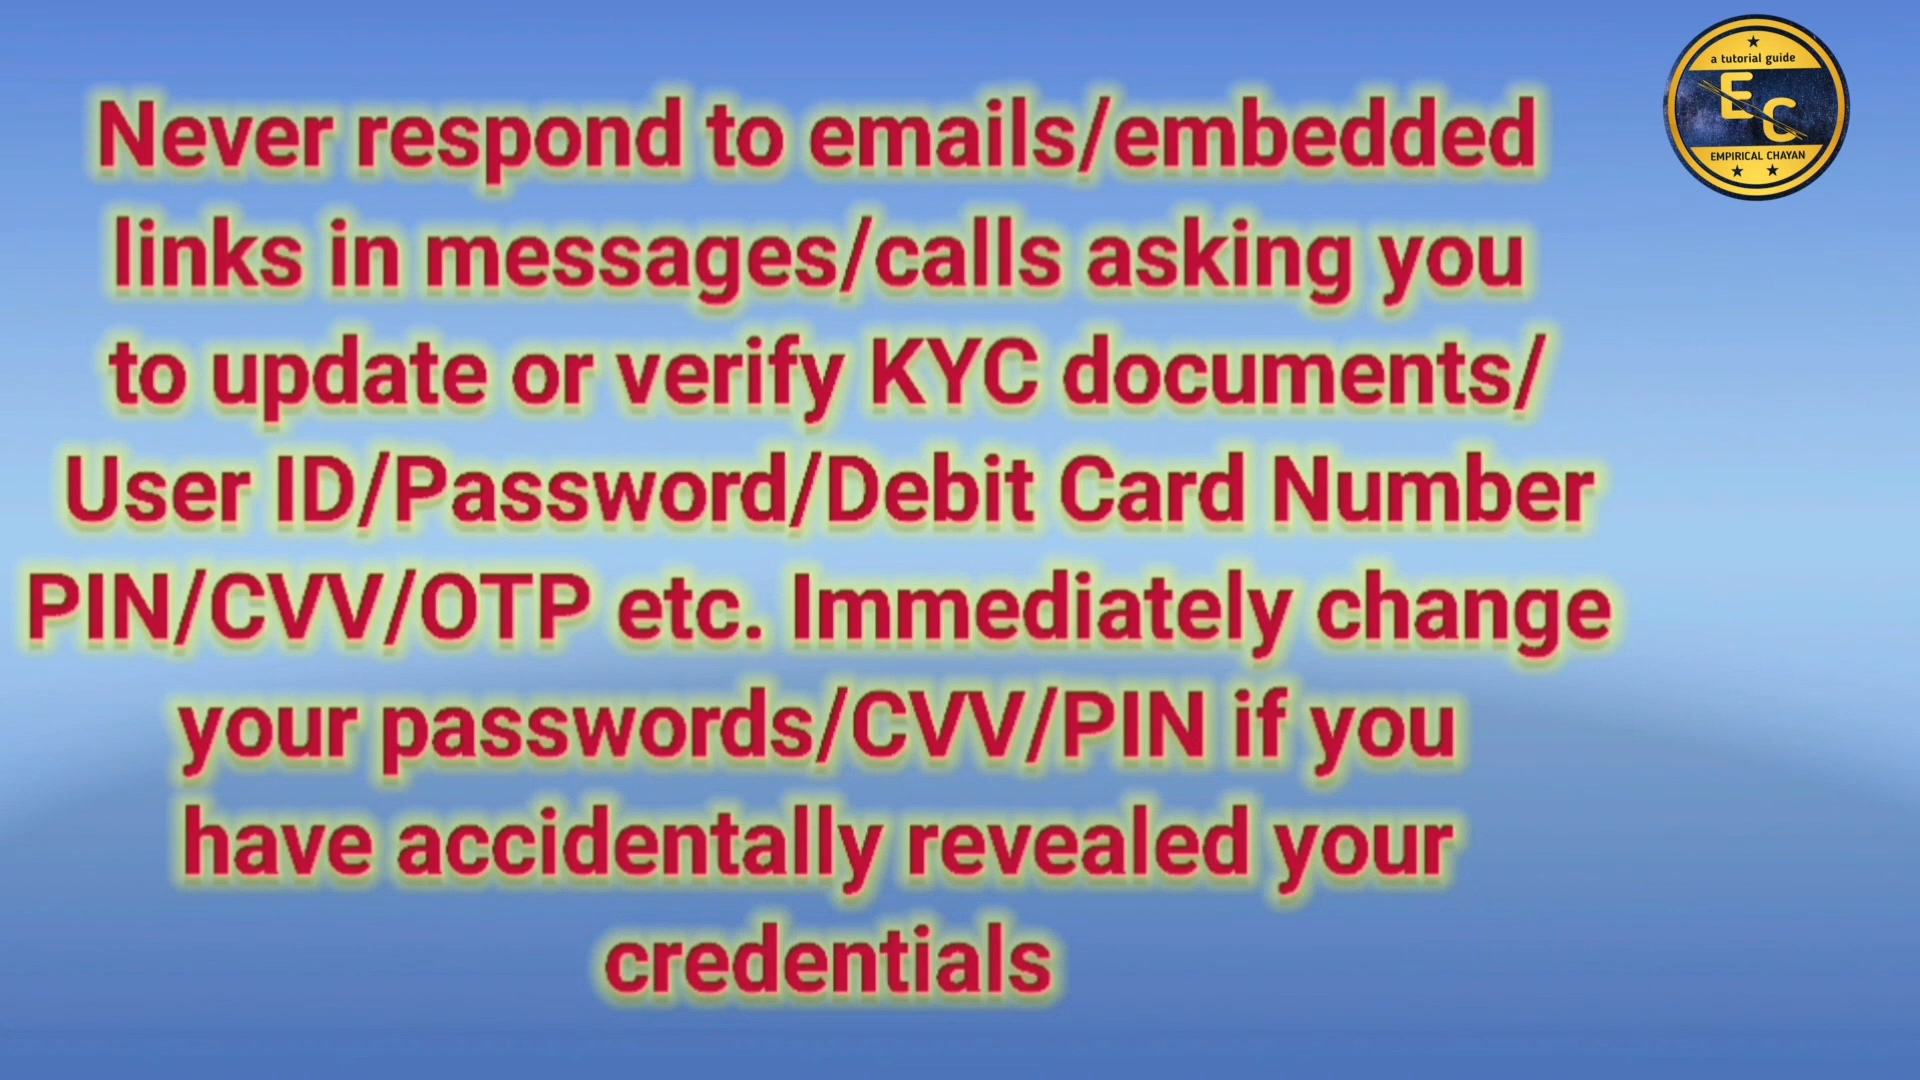 Never respond to emails/embedded
links in messages/calls asking you
to update or verify KYC documents/
User ID/Password/Debit Card Number
PIN/CVV/OTP etc. Immediately change
your passwords/CVV/PIN if you
have accidentally revealed your
credentials
a tutorial guide
EC
EMPIRICAL CHAYAN